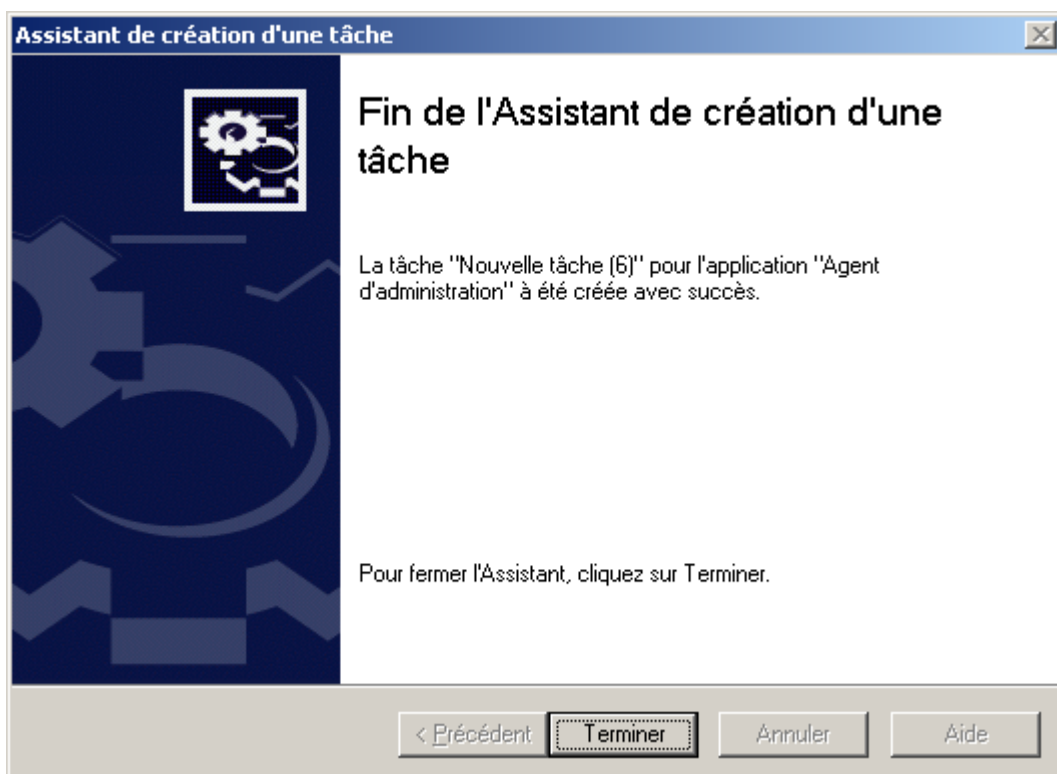 Assistant de création d'une tâche
Fin de l'Assistant de création d'une
tâche
La tâche "Nouvelle tâche (6)" pour l'application "Agent
d'administration" à été créée avec succès.
Pour fermer l'Assistant, cliquez sur Terminer.
< Précédent Terminer Annuler Aide